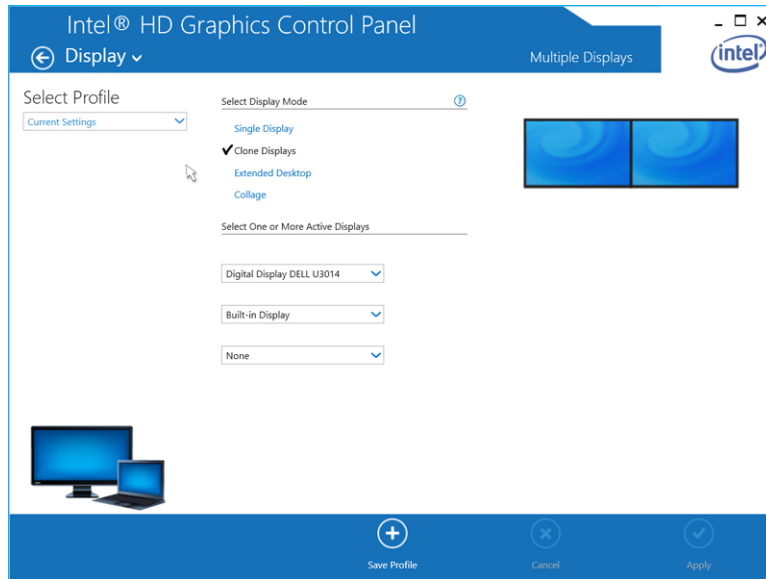 Intel® HD Graphics Control Panel
Display
Multiple Displays
intel
Select Profile
Current Settings
Select Display Mode
?
Single Display
Clone Displays
Extended Desktop
Collage
Select One or More Active Displays
Digital Display DELL U3014
Built-in Display
None
Save Profile
Cancel
Apply